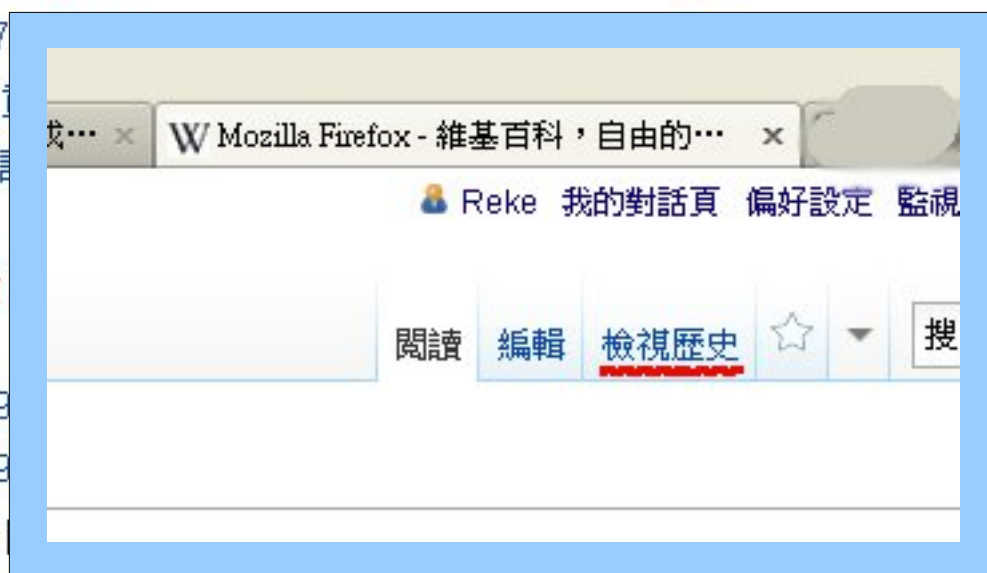 Mozilla Firefox - 維基百科，自由的…
Reke 我的對話頁 偏好設定 監視
閱讀 編輯 檢視歷史 搜